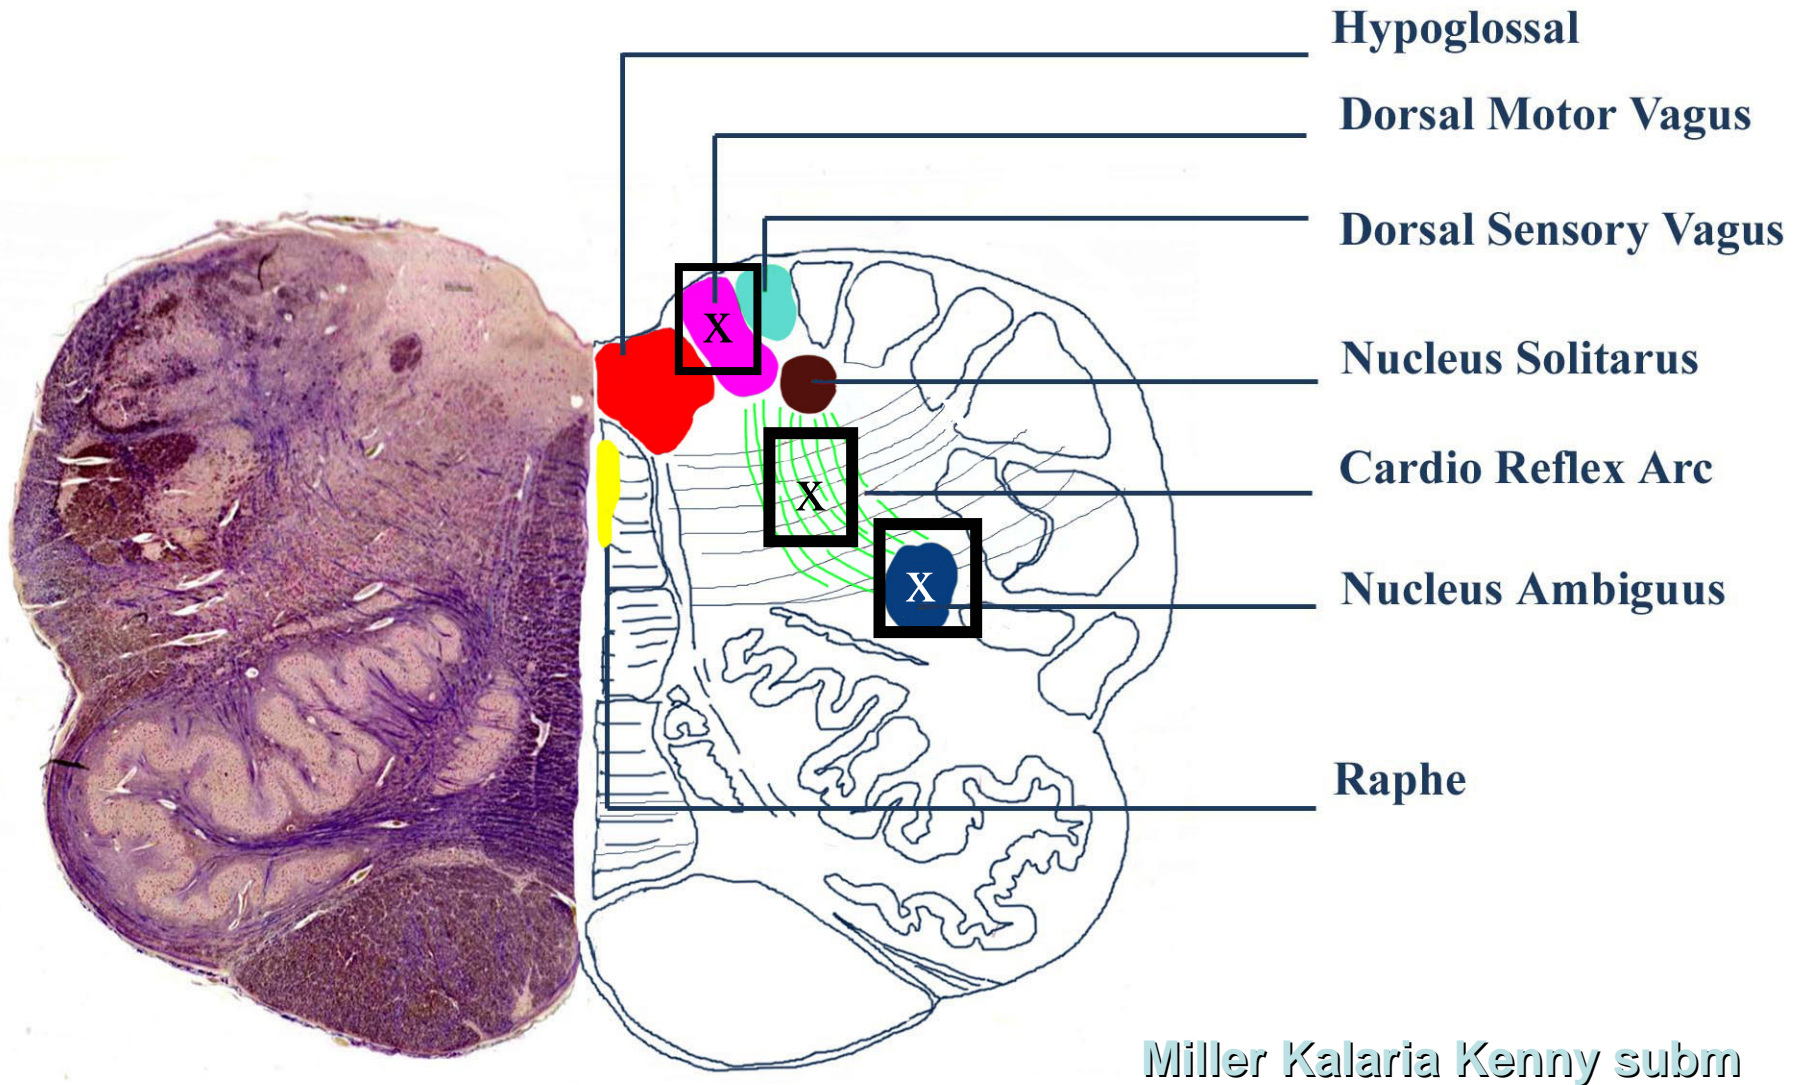 Hypoglossal
Dorsal Motor Vagus
Dorsal Sensory Vagus
X
Nucleus Solitarus
Cardio Reflex Arc
X
X
Nucleus Ambiguus
Raphe
Miller Kalaria Kenny subm